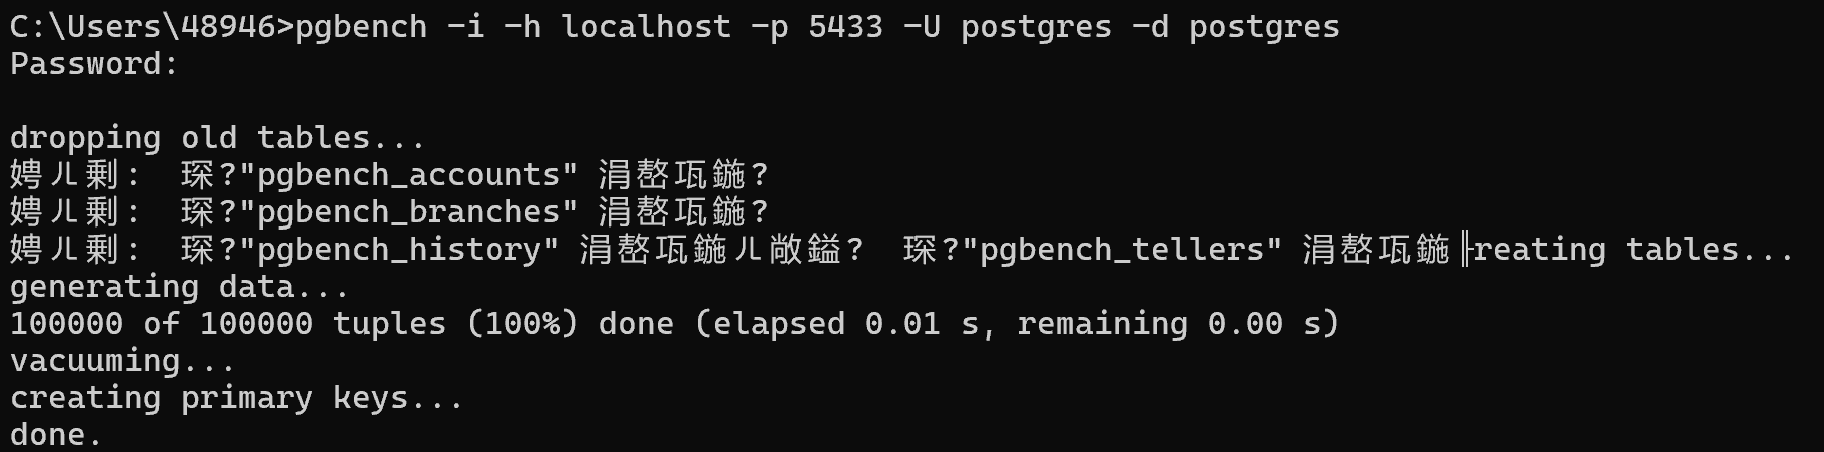 C:\Users\48946>pgbench -i -h localhost -p 5433 -U postgres -d postgres
Password:
dropping old tables...
娉ㄦ剰:  琛?"pgbench_accounts" 涓嶅瓨鍦?
娉ㄦ剰:  琛?"pgbench_branches" 涓嶅瓨鍦?
娉ㄦ剰:  琛?"pgbench_history" 涓嶅瓨鍦ㄦ敞鎰?  琛?"pgbench_tellers" 涓嶅瓨鍦╟reating tables...
generating data...
100000 of 100000 tuples (100%) done (elapsed 0.01 s, remaining 0.00 s)
vacuuming...
creating primary keys...
done.